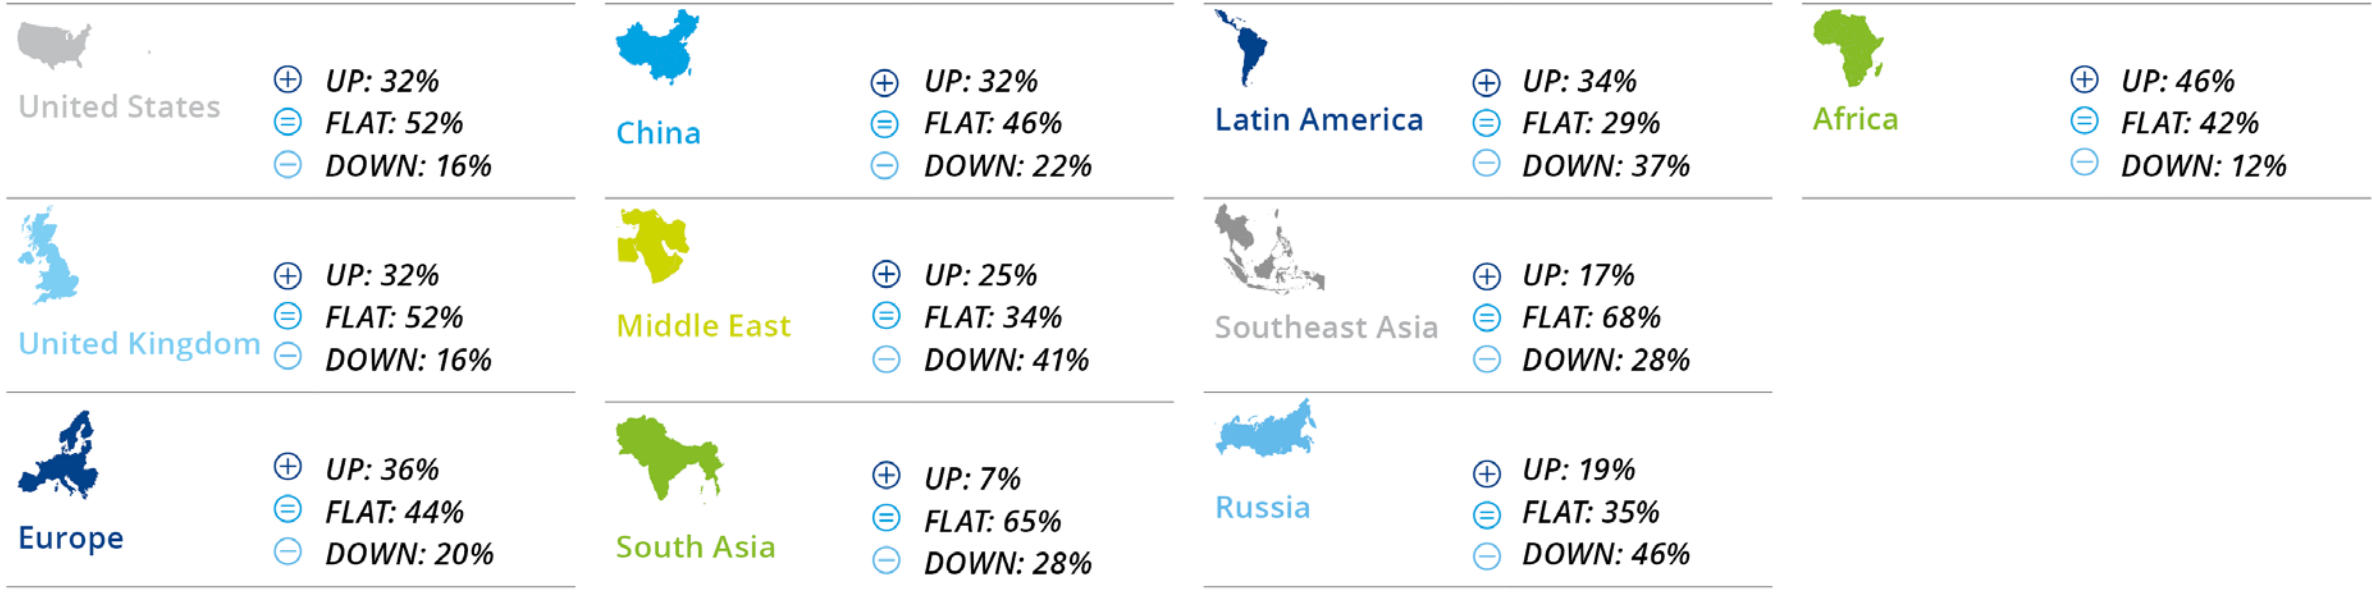 United States
UP: 32%
FLAT: 52%
DOWN: 16%
China
UP: 32%
FLAT: 46%
DOWN: 22%
Latin America
UP: 34%
FLAT: 29%
DOWN: 37%
Africa
UP: 46%
FLAT: 42%
DOWN: 12%
United Kingdom
UP: 32%
FLAT: 52%
DOWN: 16%
Middle East
UP: 25%
FLAT: 34%
DOWN: 41%
Southeast Asia
UP: 17%
FLAT: 68%
DOWN: 28%
Europe
UP: 36%
FLAT: 44%
DOWN: 20%
South Asia
UP: 7%
FLAT: 65%
DOWN: 28%
Russia
UP: 19%
FLAT: 35%
DOWN: 46%